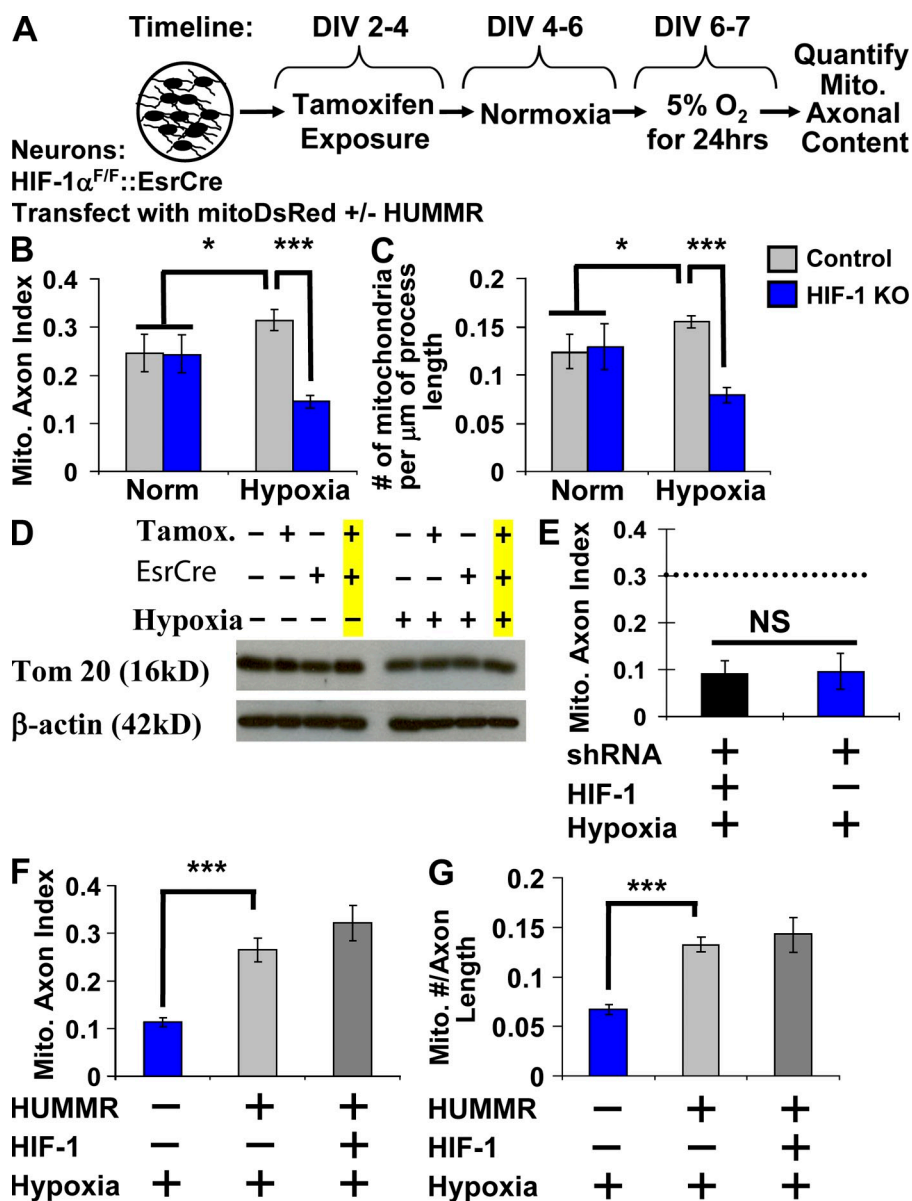 A Timeline: DIV 2-4 DIV 4-6 DIV 6-7 Quantify
Mito.
Axonal
Content
Tamoxifen
Exposure
Normoxia
5% O2
for 24hrs
Neurons:
HIF-1αF/F::EsrCre
Transfect with mitoDsRed +/- HUMMR
B
* ***
Mito. Axon Index
0.4
0.3
0.2
0.1
0
Norm Hypoxia
C
* ***
# of mitochondria
per μm of process
length
0.2
0.15
0.1
0.05
0
Norm Hypoxia
Control
HIF-1 KO
D
Tamox. – + – + – + – +
EsrCre – – + + – – + +
Hypoxia – – – – + + + +
Tom 20 (16kD)
β-actin (42kD)
E
Mito. Axon Index
0.4
0.3
0.2
0.1
0
NS
shRNA + +
HIF-1 + –
Hypoxia + +
F
***
Mito. Axon Index
0.4
0.3
0.2
0.1
0
HUMMR – + +
HIF-1 – – +
Hypoxia + + +
G
***
Mito. #/Axon
Length
0.2
0.15
0.1
0.05
0
HUMMR – + +
HIF-1 – – +
Hypoxia + + +